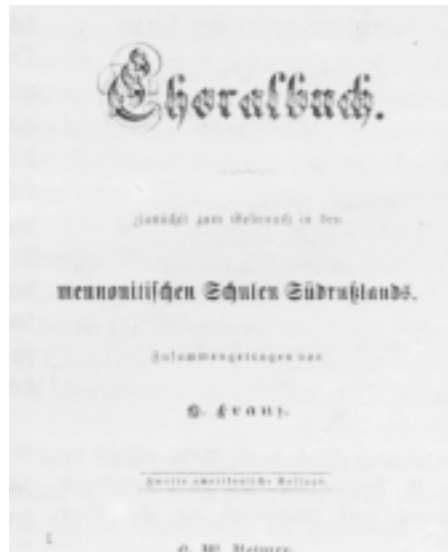 Choralbuch.
zunächst zum Gebrauch in den
mennonitischen Schulen Südrußlands.
Zusammengetragen von
H. Franz.
Zweite amerikanische Auflage.